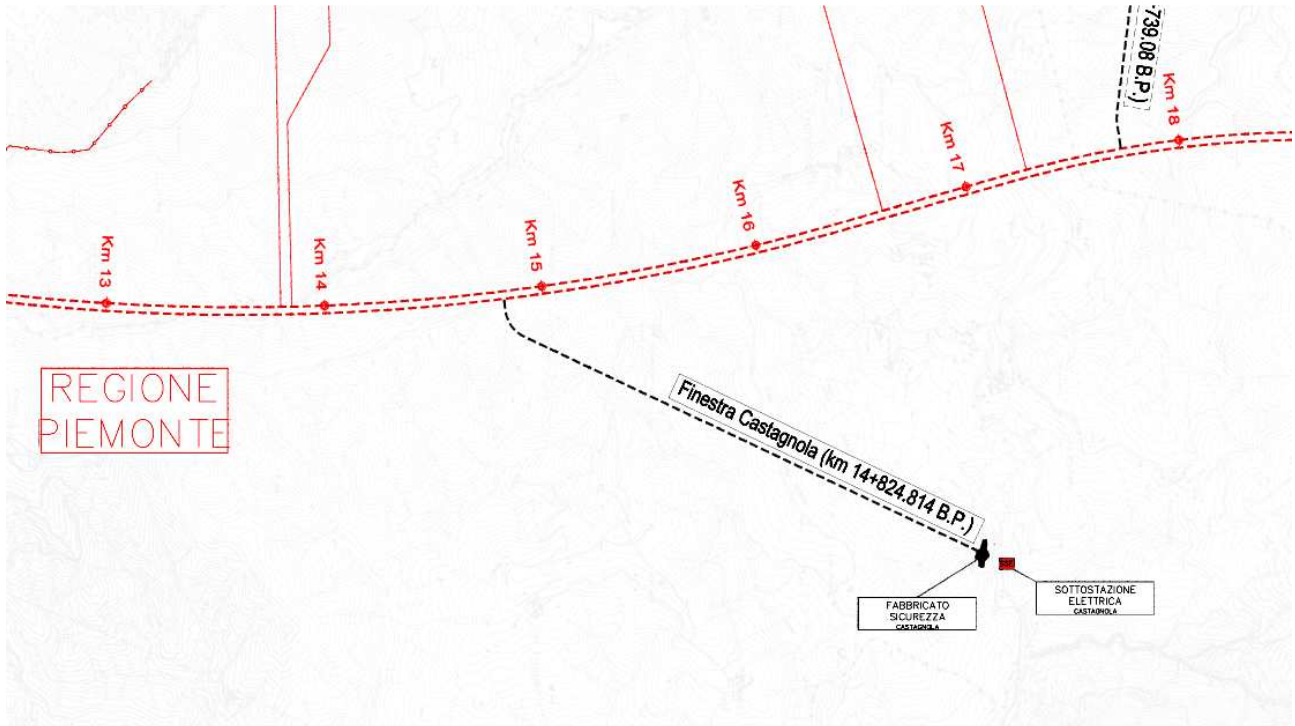 739.08 B.P.)
Km 18
Km 17
Km 16
Km 15
Km 14
Km 13
REGIONE
PIEMONTE
Finestra Castagnola (km 14+824.814 B.P.)
FABBRICATO
SICUREZZA
CASTAGNOLA
SOTTOSTAZIONE
ELETTRICA
CASTAGNOLA